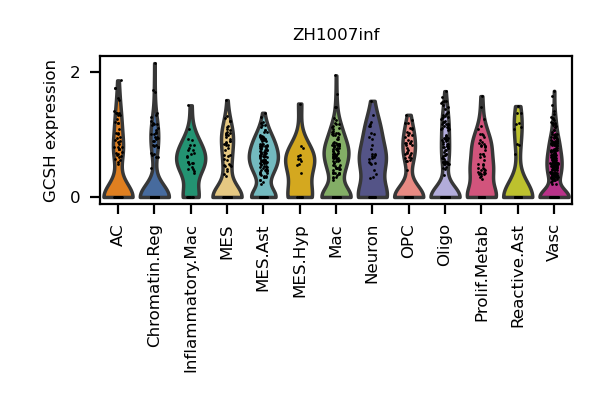 ZH1007inf
GCSH expression
2
0
AC
Chromatin.Reg
Inflammatory.Mac
MES
MES.Ast
MES.Hyp
Mac
Neuron
OPC
Oligo
Prolif.Metab
Reactive.Ast
Vasc